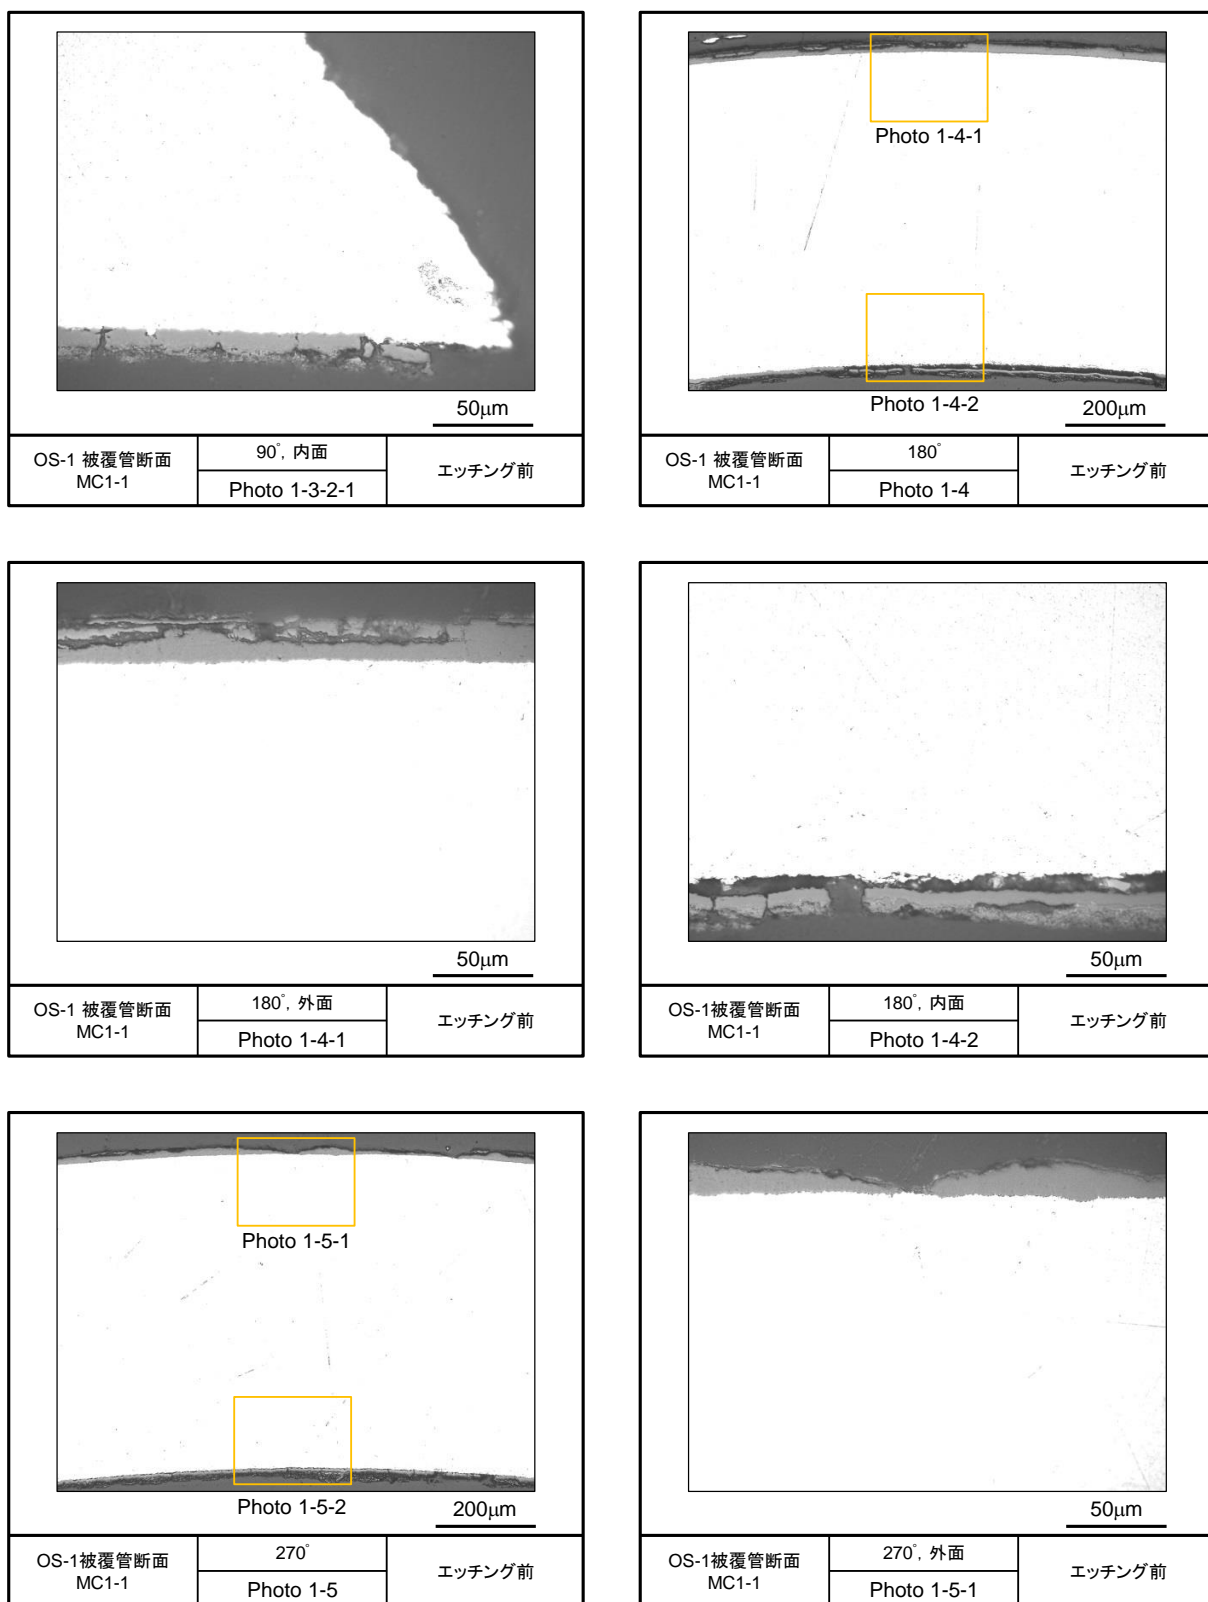 50μm
OS-1 被覆管断面
MC1-1
90°, 内面
Photo 1-3-2-1
エッチング前
Photo 1-4-1
Photo 1-4-2
200μm
OS-1 被覆管断面
MC1-1
180°
Photo 1-4
エッチング前
50μm
OS-1 被覆管断面
MC1-1
180°, 外面
Photo 1-4-1
エッチング前
50μm
OS-1被覆管断面
MC1-1
180°, 内面
Photo 1-4-2
エッチング前
Photo 1-5-1
Photo 1-5-2
200μm
OS-1被覆管断面
MC1-1
270°
Photo 1-5
エッチング前
50μm
OS-1被覆管断面
MC1-1
270°, 外面
Photo 1-5-1
エッチング前